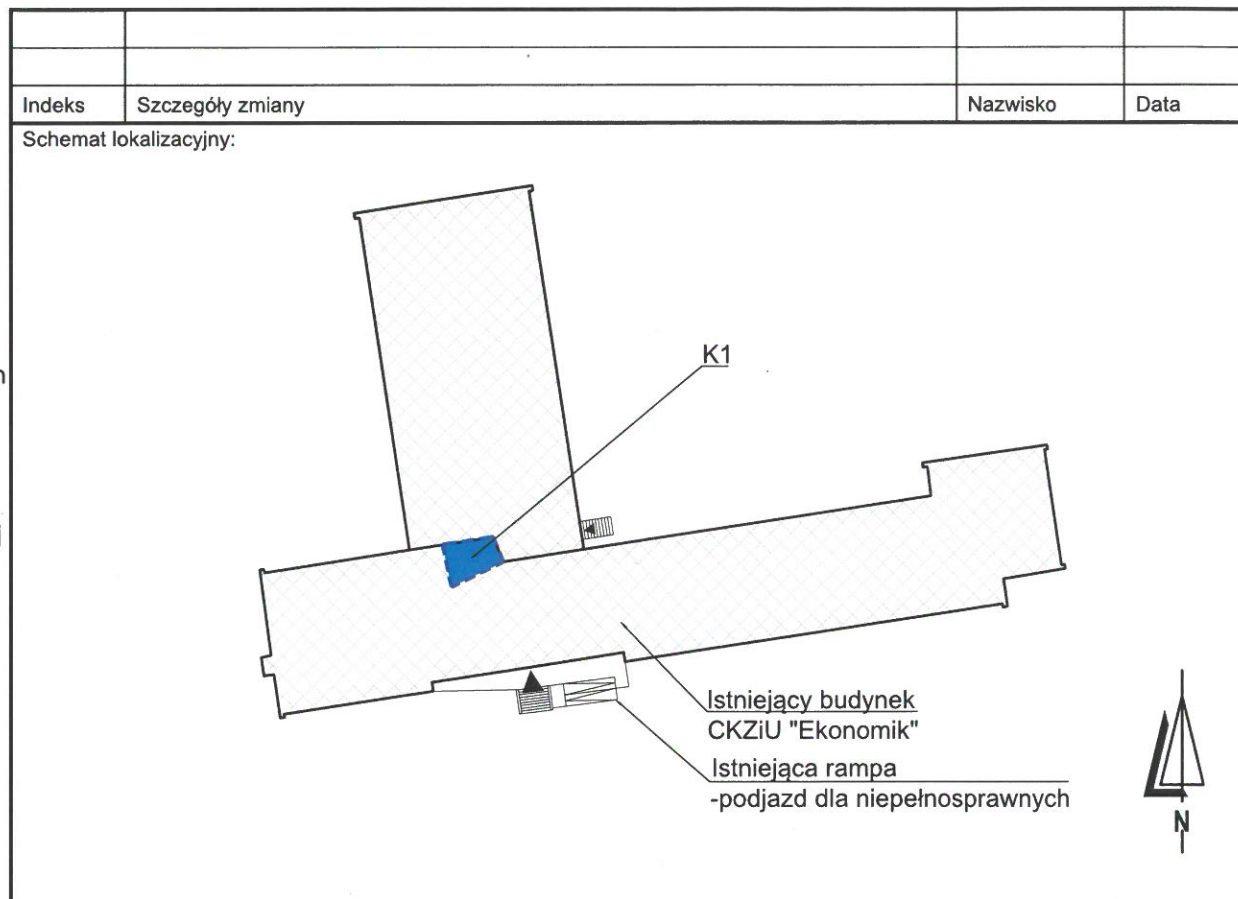 Indeks Szczegóły zmiany Nazwisko Data
Schemat lokalizacyjny:
K1
Istniejący budynek
CKZiU "Ekonomik"
Istniejąca rampa
-podjazd dla niepełnosprawnych
N